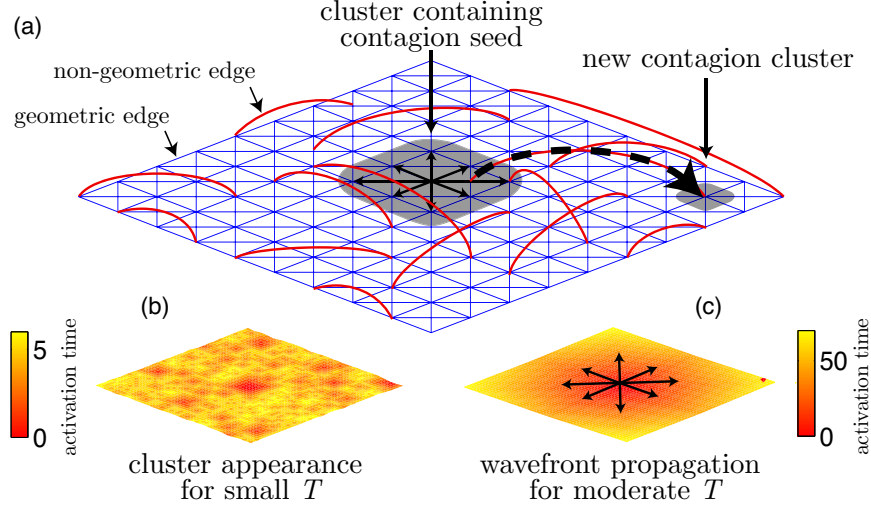 (a)
cluster containing
contagion seed
new contagion cluster
non-geometric edge
geometric edge
(b)
(c)
5
0
activation time
50
0
activation time
cluster appearance
for small T
wavefront propagation
for moderate T